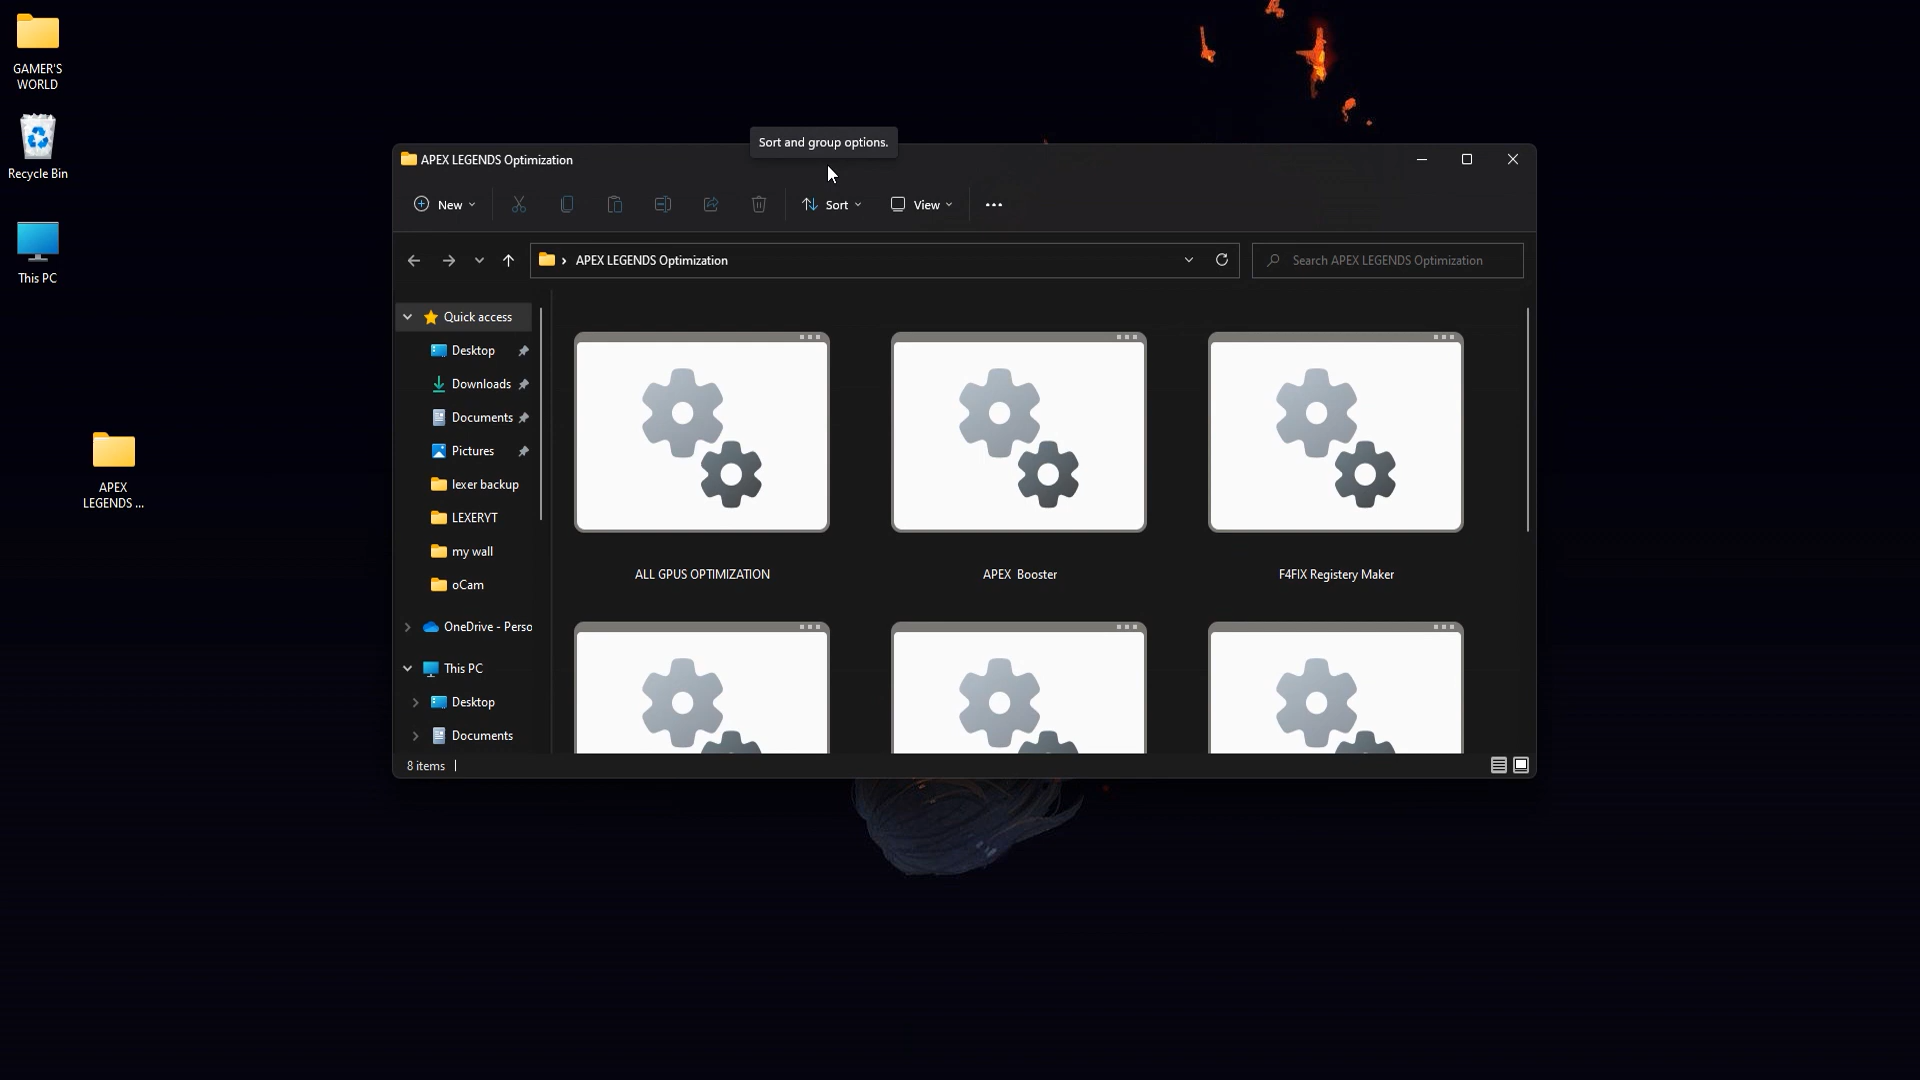 GAMER'S
WORLD
Recycle Bin
This PC
APEX
LEGENDS ...
Sort and group options.
APEX LEGENDS Optimization
New
Sort
View
APEX LEGENDS Optimization
Search APEX LEGENDS Optimization
Quick access
Desktop
Downloads
Documents
Pictures
lexer backup
LEXERYT
my wall
oCam
OneDrive - Perso
This PC
Desktop
Documents
ALL GPUS OPTIMIZATION
APEX  Booster
F4FIX Registery Maker
8 items